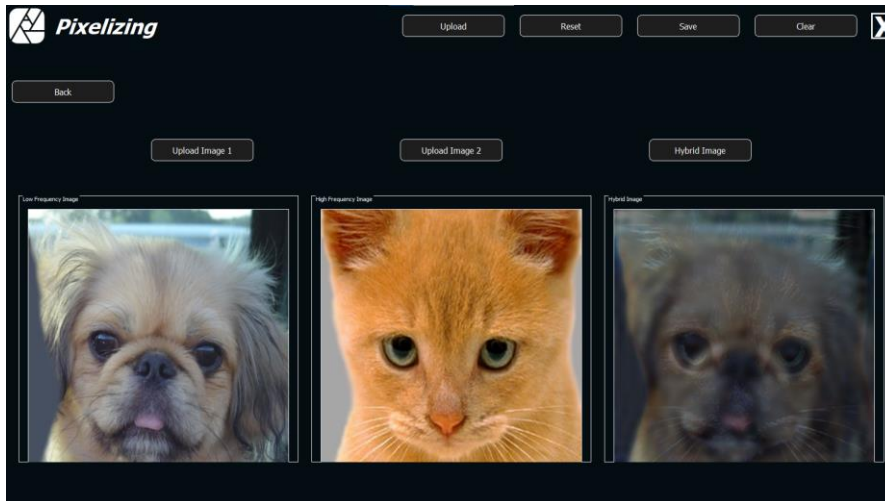 Pixelizing
Upload
Reset
Save
Clear
Back
Upload Image 1
Upload Image 2
Hybrid Image
Low Frequency Image
High Frequency Image
Hybrid Image